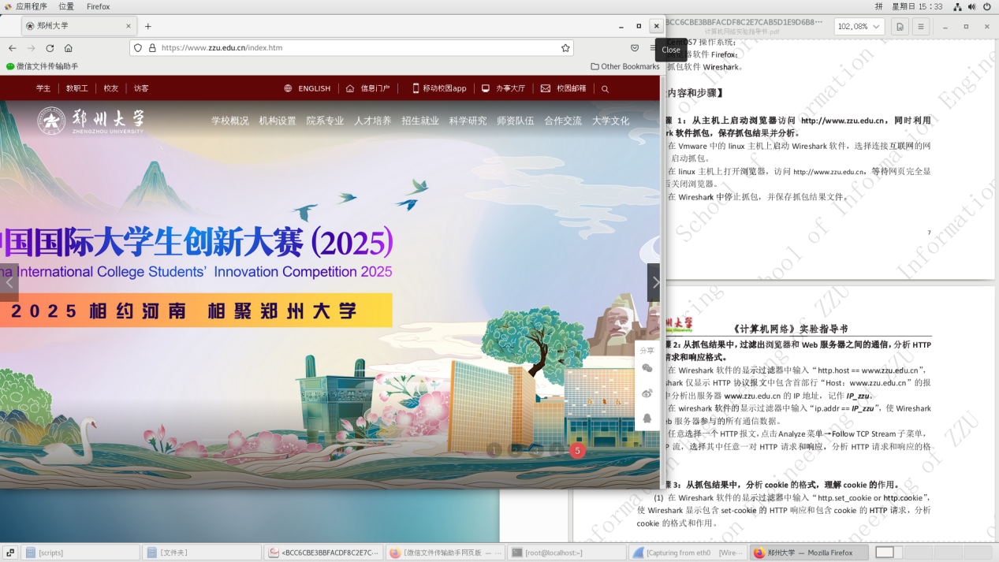 应用程序 位置 Firefox
拼 星期日 15:33
郑州大学
https://www.zzu.edu.cn/index.htm
微信文件传输助手
Other Bookmarks
Close
学生 教职工 校友 访客
ENGLISH 信息门户 移动校园app 办事大厅 校园邮箱
郑州大学
ZHENGZHOU UNIVERSITY
学校概况 机构设置 院系专业 人才培养 招生就业 科学研究 师资队伍 合作交流 大学文化
国国际大学生创新大赛(2025)
na International College Students' Innovation Competition 2025
2025 相约河南 相聚郑州大学
分享
1 2 3 4 5
BCC6CBE3BBFACDF8C2E7CAB5D1E9D6B8…
计算机网络实验指导书.pdf
102.08%
CentOS7 操作系统；
浏览器软件 Firefox；
抓包软件 Wireshark。
内容和步骤】
骤 1：从主机上启动浏览器访问 http://www.zzu.edu.cn，同时利用
rk 软件抓包，保存抓包结果并分析。
在 Vmware 中的 linux 主机上启动 Wireshark 软件，选择连接互联网的网
启动抓包。
在 linux 主机上打开浏览器，访问 http://www.zzu.edu.cn，等待网页完全显
后关闭浏览器。
在 Wireshark 中停止抓包，并保存抓包结果文件。
7
州大学
《计算机网络》实验指导书
骤 2：从抓包结果中，过滤出浏览器和 Web 服务器之间的通信，分析 HTTP
请求和响应格式。
在 Wireshark 软件的显示过滤器中输入“http.host == www.zzu.edu.cn”，
shark 仅显示 HTTP 协议报文中包含首部行“Host：www.zzu.edu.cn”的报
中分析出服务器 www.zzu.edu.cn 的 IP 地址，记作 IP_zzu。
在 wireshark 软件的显示过滤器中输入“ip.addr == IP_zzu”，使 Wireshark
eb 服务器参与的所有通信数据。
任意选择一个 HTTP 报文，点击 Analyze 菜单→Follow TCP Stream 子菜单，
P 流，选择其中任意一对 HTTP 请求和响应，分析 HTTP 请求和响应的格
骤 3：从抓包结果中，分析 cookie 的格式，理解 cookie 的作用。
(1) 在 Wireshark 软件的显示过滤器中输入“http.set_cookie or http.cookie”，
使 Wireshark 显示包含 set-cookie 的 HTTP 响应和包含 cookie 的 HTTP 请求，分析
cookie 的格式和作用。
[scripts] [文件夹] <BCC6CBE3BBFACDF8C2E7C… [微信文件传输助手网页版 — … [root@localhost:~] [Capturing from eth0 [Wire… 郑州大学 — Mozilla Firefox